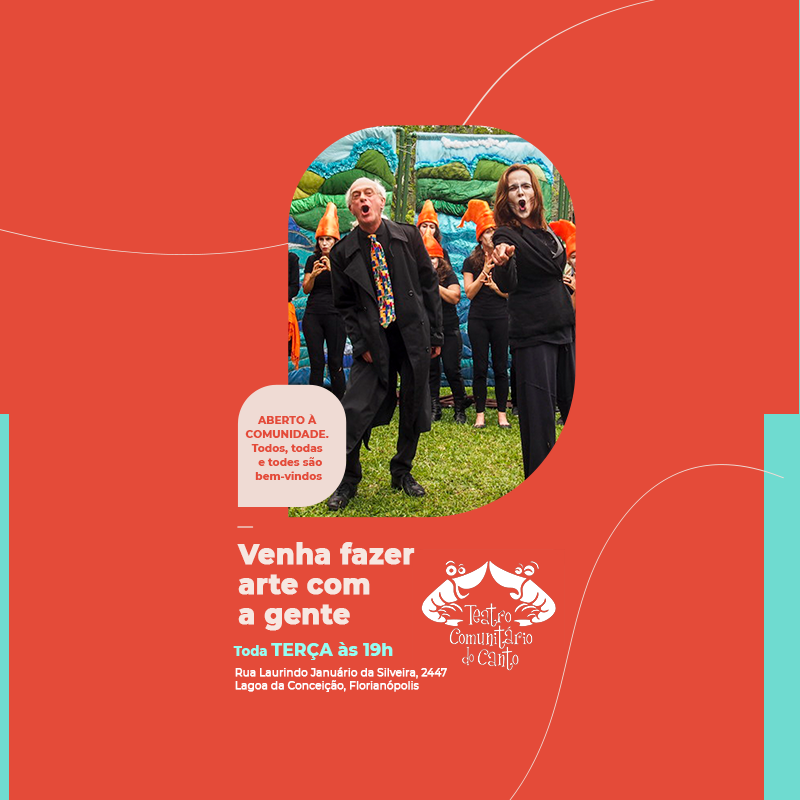 ABERTO À
COMUNIDADE.
Todos, todas
e todes são
bem-vindos
Venha fazer
arte com
a gente
Toda TERÇA às 19h
Rua Laurindo Januário da Silveira, 2447
Lagoa da Conceição, Florianópolis
Teatro
Comunitário
do Canto